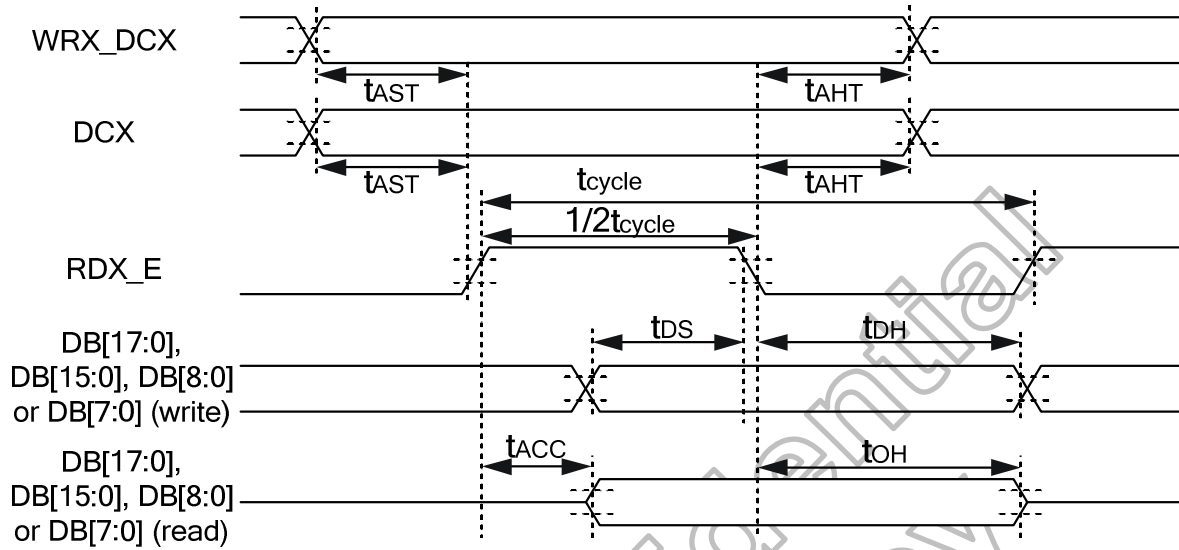 WRX_DCX
tAST
tAHT
DCX
tAST
tAHT
tcycle
1/2tcycle
RDX_E
tDS
tDH
DB[17:0],
DB[15:0], DB[8:0]
or DB[7:0] (write)
tACC
tOH
DB[17:0],
DB[15:0], DB[8:0]
or DB[7:0] (read)